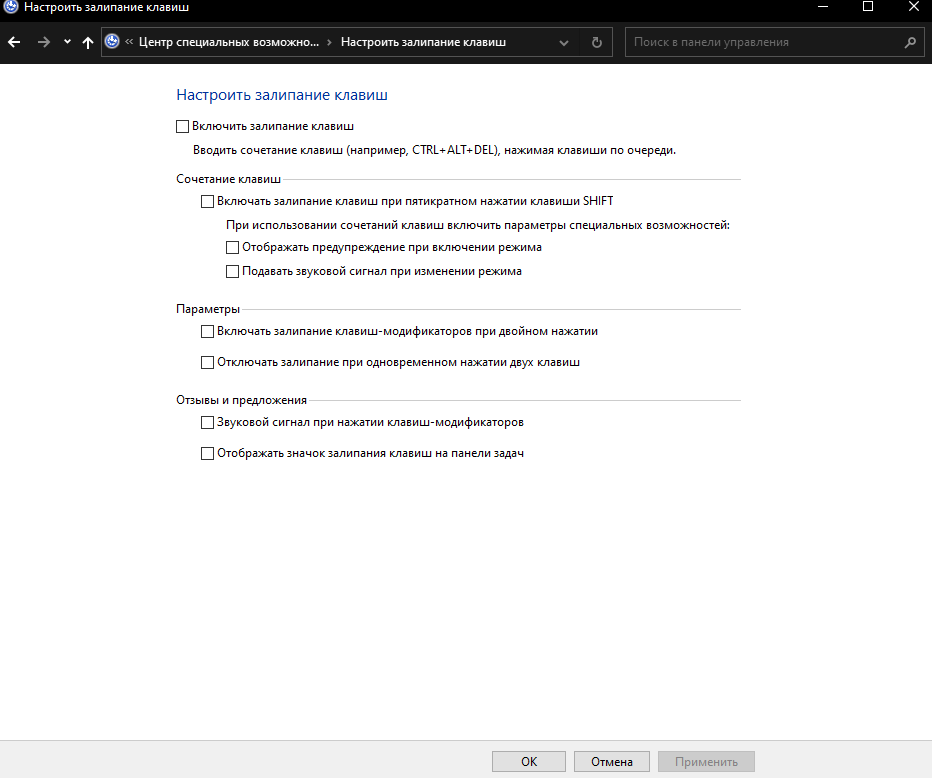 Настроить залипание клавиш
« Центр специальных возможно... › Настроить залипание клавиш
Поиск в панели управления
Настроить залипание клавиш
Включить залипание клавиш
Вводить сочетание клавиш (например, CTRL+ALT+DEL), нажимая клавиши по очереди.
Сочетание клавиш
Включать залипание клавиш при пятикратном нажатии клавиши SHIFT
При использовании сочетаний клавиш включить параметры специальных возможностей:
Отображать предупреждение при включении режима
Подавать звуковой сигнал при изменении режима
Параметры
Включать залипание клавиш-модификаторов при двойном нажатии
Отключать залипание при одновременном нажатии двух клавиш
Отзывы и предложения
Звуковой сигнал при нажатии клавиш-модификаторов
Отображать значок залипания клавиш на панели задач
ОК
Отмена
Применить